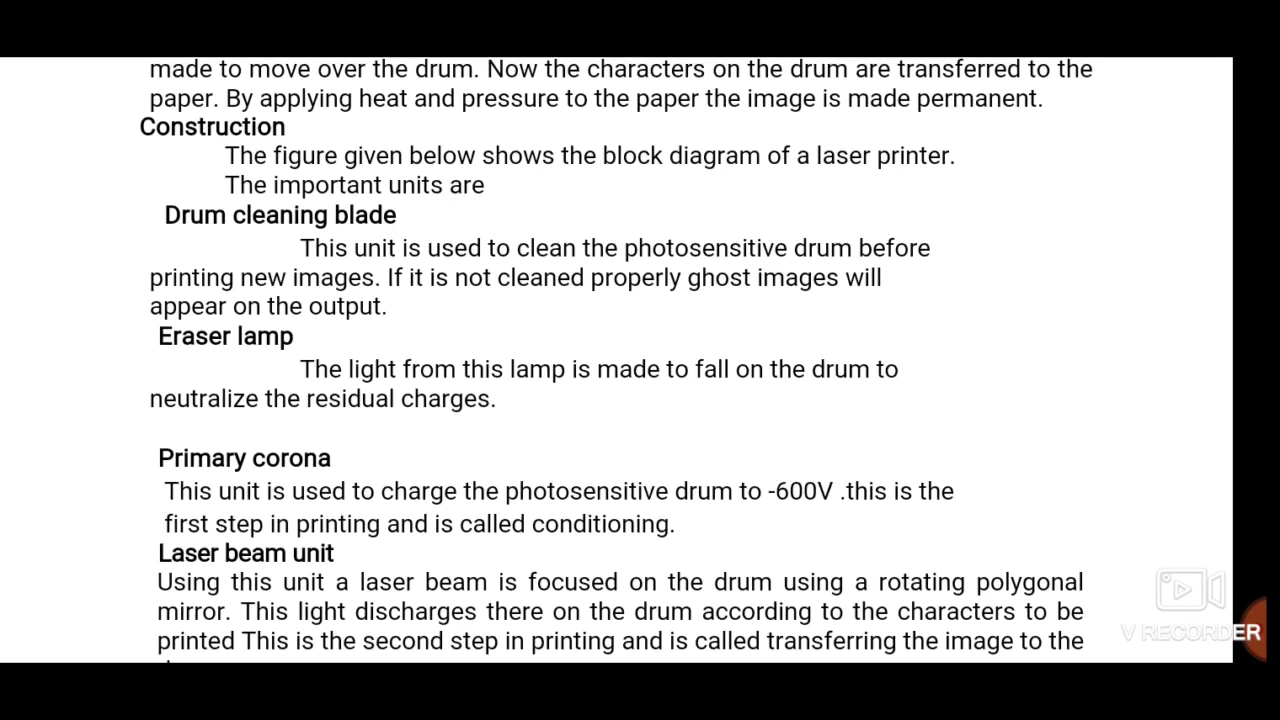 made to move over the drum. Now the characters on the drum are transferred to the
paper. By applying heat and pressure to the paper the image is made permanent.
Construction
The figure given below shows the block diagram of a laser printer.
The important units are
Drum cleaning blade
This unit is used to clean the photosensitive drum before
printing new images. If it is not cleaned properly ghost images will
appear on the output.
Eraser lamp
The light from this lamp is made to fall on the drum to
neutralize the residual charges.
Primary corona
This unit is used to charge the photosensitive drum to -600V .this is the
first step in printing and is called conditioning.
Laser beam unit
Using this unit a laser beam is focused on the drum using a rotating polygonal
mirror. This light discharges there on the drum according to the characters to be
printed This is the second step in printing and is called transferring the image to the
V RECORDER